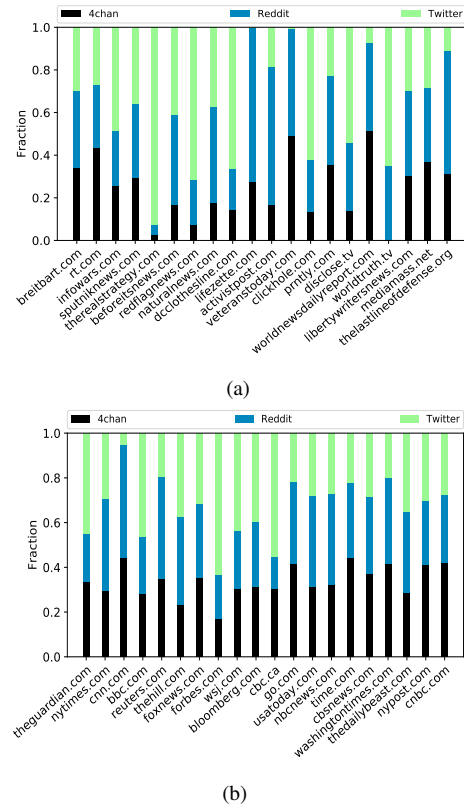 4chan Reddit Twitter
1.0
0.8
0.6
0.4
0.2
0.0
Fraction
breitbart.com
rt.com
infowars.com
sputniknews.com
therealstrategy.com
beforeitsnews.com
redflagnews.com
naturalnews.com
dcclothesline.com
lifezette.com
activistpost.com
veteranstoday.com
clickhole.com
prntly.com
disclose.tv
worldnewsdailyreport.com
worldtruth.tv
libertywritersnews.com
mediamass.net
thelastlineofdefense.org
(a)
4chan Reddit Twitter
1.0
0.8
0.6
0.4
0.2
0.0
Fraction
theguardian.com
nytimes.com
cnn.com
bbc.com
reuters.com
thehill.com
foxnews.com
forbes.com
wsj.com
bloomberg.com
cbc.ca
go.com
usatoday.com
nbcnews.com
time.com
cbsnews.com
washingtontimes.com
thedailybeast.com
nypost.com
cnbc.com
(b)